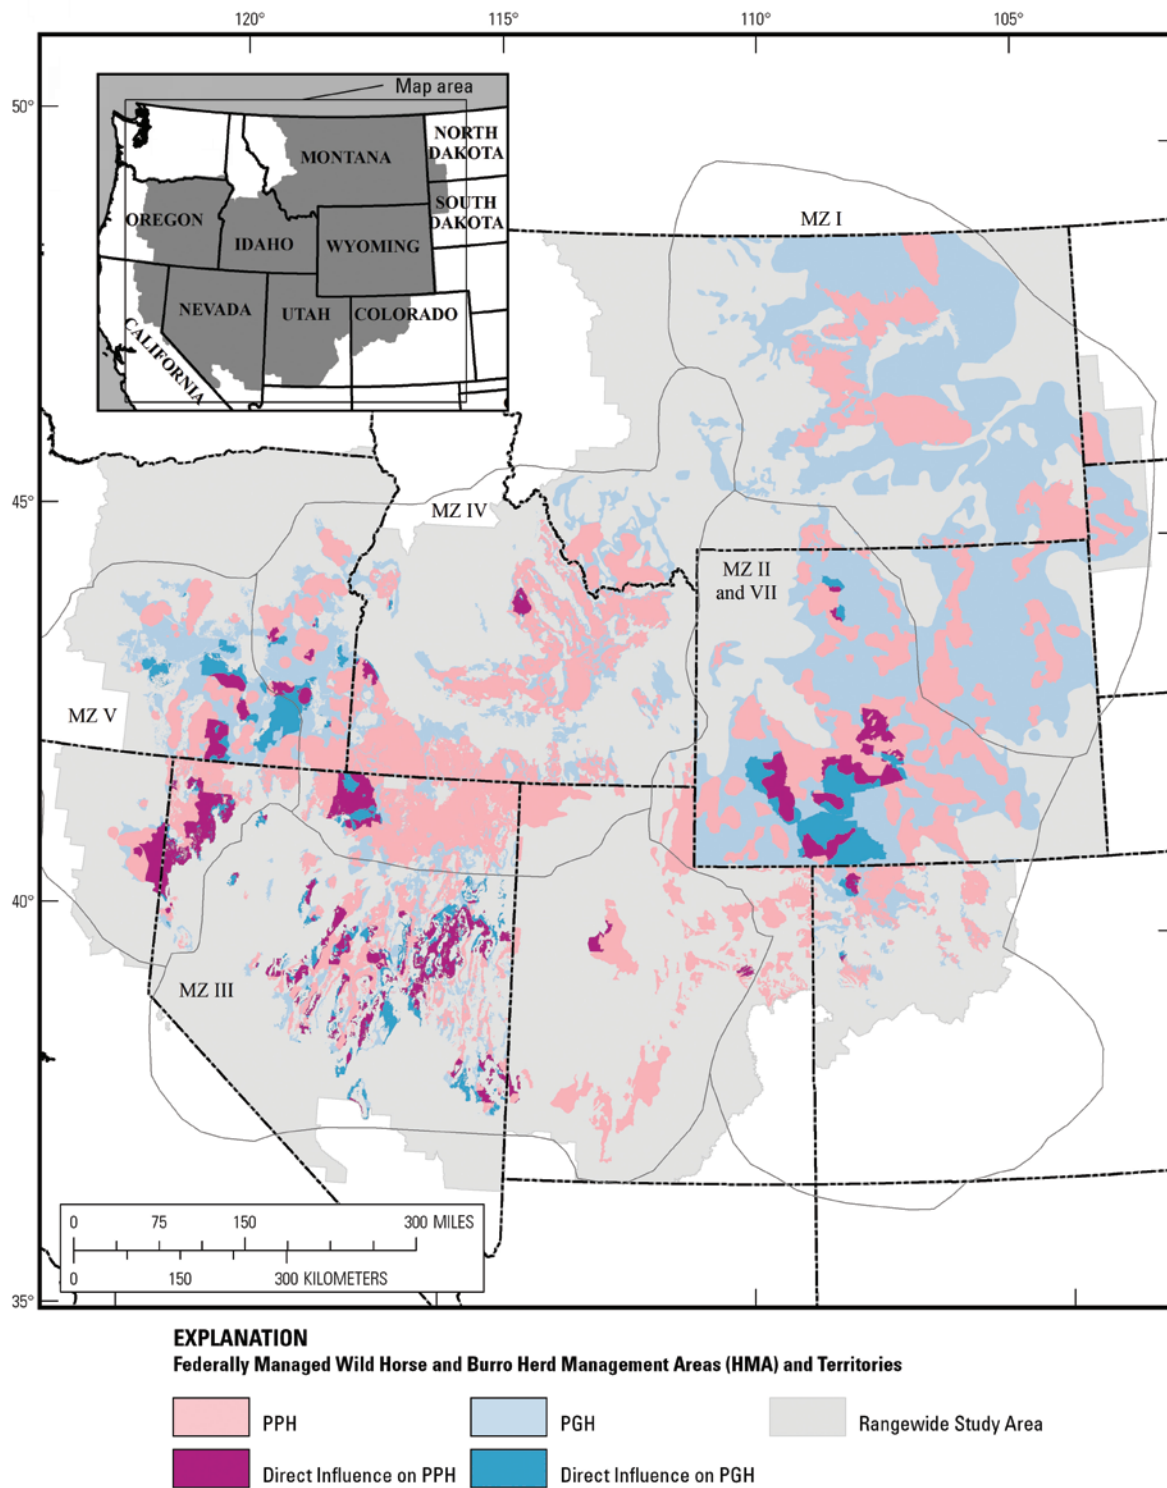 120° 115° 110° 105°
50°
Map area
NORTH
DAKOTA
MONTANA
SOUTH
DAKOTA
OREGON
IDAHO
WYOMING
NEVADA
UTAH
COLORADO
CALIFORNIA
MZ I
45°
MZ IV
MZ II
and VII
MZ V
40°
MZ III
0 75 150 300 MILES
0 150 300 KILOMETERS
35°
EXPLANATION
Federally Managed Wild Horse and Burro Herd Management Areas (HMA) and Territories
PPH PGH Rangewide Study Area
Direct Influence on PPH Direct Influence on PGH